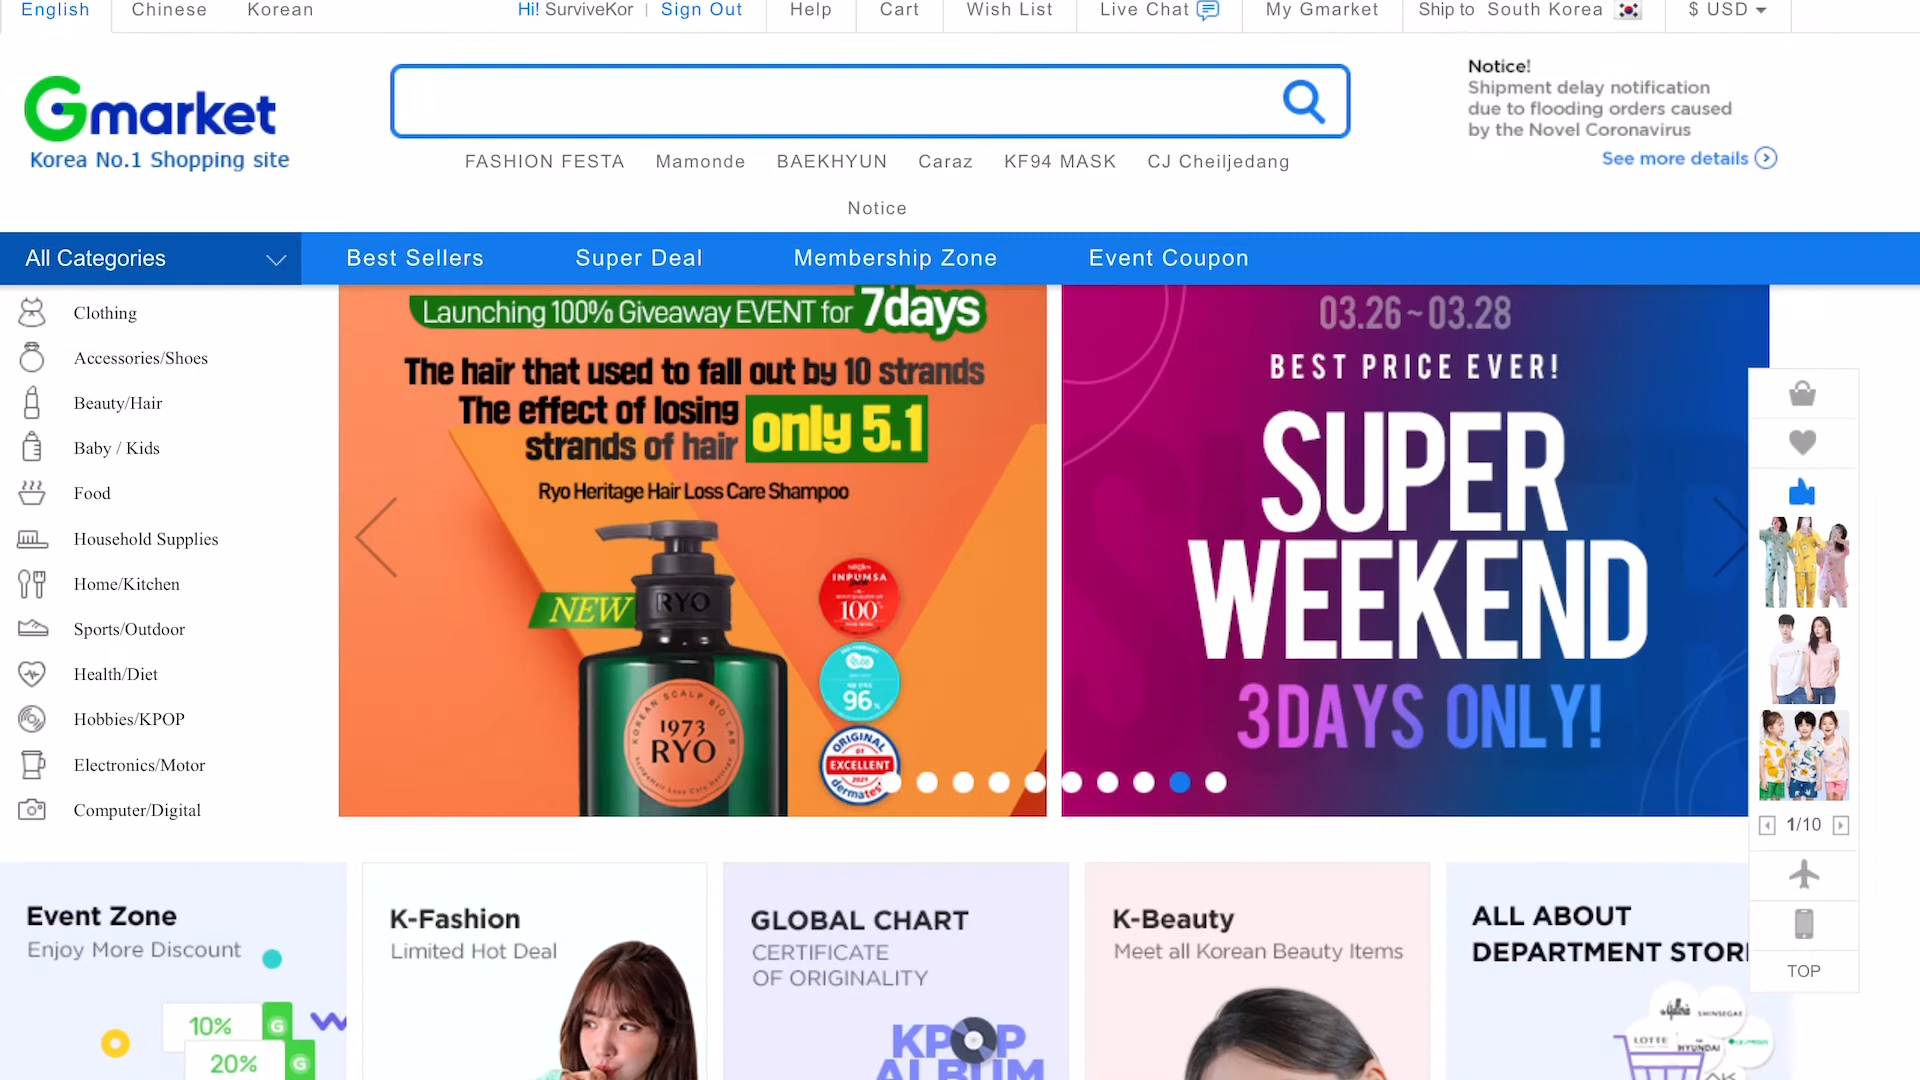 English
Chinese
Korean
Hi! SurviveKor | Sign Out
Help
Cart
Wish List
Live Chat
My Gmarket
Ship to South Korea
$ USD
Gmarket
Korea No.1 Shopping site
Notice!
Shipment delay notification
due to flooding orders caused
by the Novel Coronavirus
See more details
FASHION FESTA
Mamonde
BAEKHYUN
Caraz
KF94 MASK
CJ Cheiljedang
Notice
All Categories
Best Sellers
Super Deal
Membership Zone
Event Coupon
Clothing
Accessories/Shoes
Beauty/Hair
Baby / Kids
Food
Household Supplies
Home/Kitchen
Sports/Outdoor
Health/Diet
Hobbies/KPOP
Electronics/Motor
Computer/Digital
Launching 100% Giveaway EVENT for 7days
The hair that used to fall out by 10 strands
The effect of losing
strands of hair
only 5.1
Ryo Heritage Hair Loss Care Shampoo
NEW
RYO
KOREAN SCALP BIO LAB
1973
RYO
INPUMSA
100%
96%
ORIGINAL
OF
EXCELLENT
2021
dermatest
03.26~03.28
BEST PRICE EVER!
SUPER
WEEKEND
3DAYS ONLY!
1/10
TOP
Event Zone
Enjoy More Discount
10%
G
20%
G
K-Fashion
Limited Hot Deal
GLOBAL CHART
CERTIFICATE
OF ORIGINALITY
KPOP
ALBUM
K-Beauty
Meet all Korean Beauty Items
ALL ABOUT
DEPARTMENT STOR
SHINSEGAE
LOTTE
HYUNDAI
AK